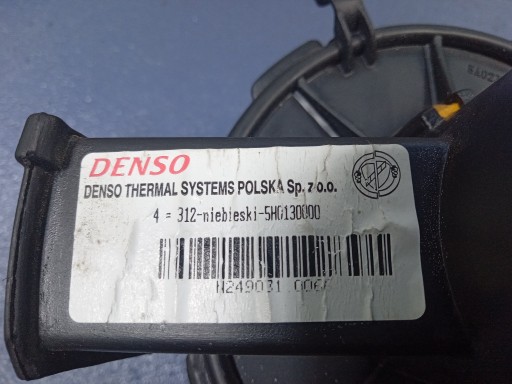 DENSO
DENSO THERMAL SYSTEMS POLSKA Sp. z o.o.
4 = 312-niebieski-5H0130000
N249031 006